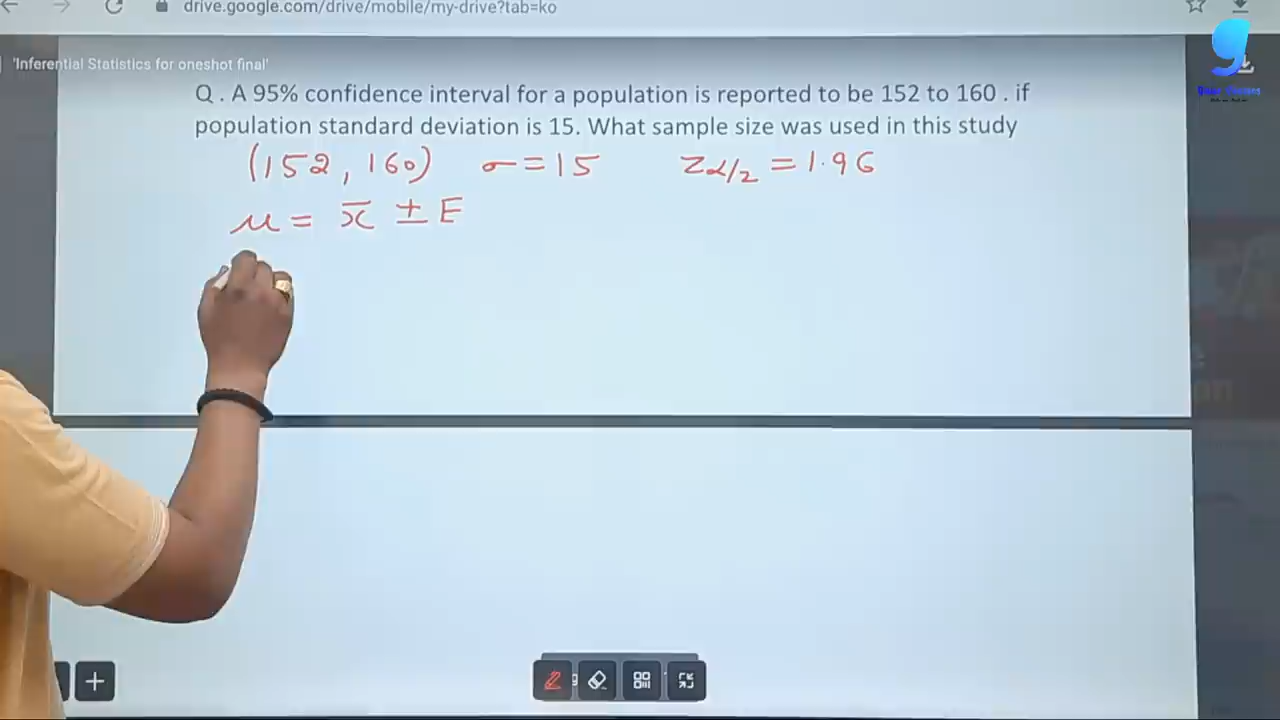 drive.google.com/drive/mobile/my-drive?tab=ko
'Inferential Statistics for oneshot final'
Q . A 95% confidence interval for a population is reported to be 152 to 160 . if
population standard deviation is 15. What sample size was used in this study
(152, 160) σ = 15 Zα/2 = 1.96
μ = x̄ ± E